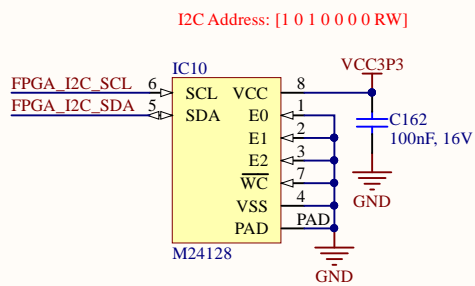 I2C Address: [1 0 1 0 0 0 0 RW]
IC10
VCC3P3
FPGA_I2C_SCL 6 SCL VCC 8
FPGA_I2C_SDA 5 SDA E0 1
C162
100nF, 16V
E1 2
E2 3
WC 7
GND
VSS 4
PAD PAD
M24128
GND